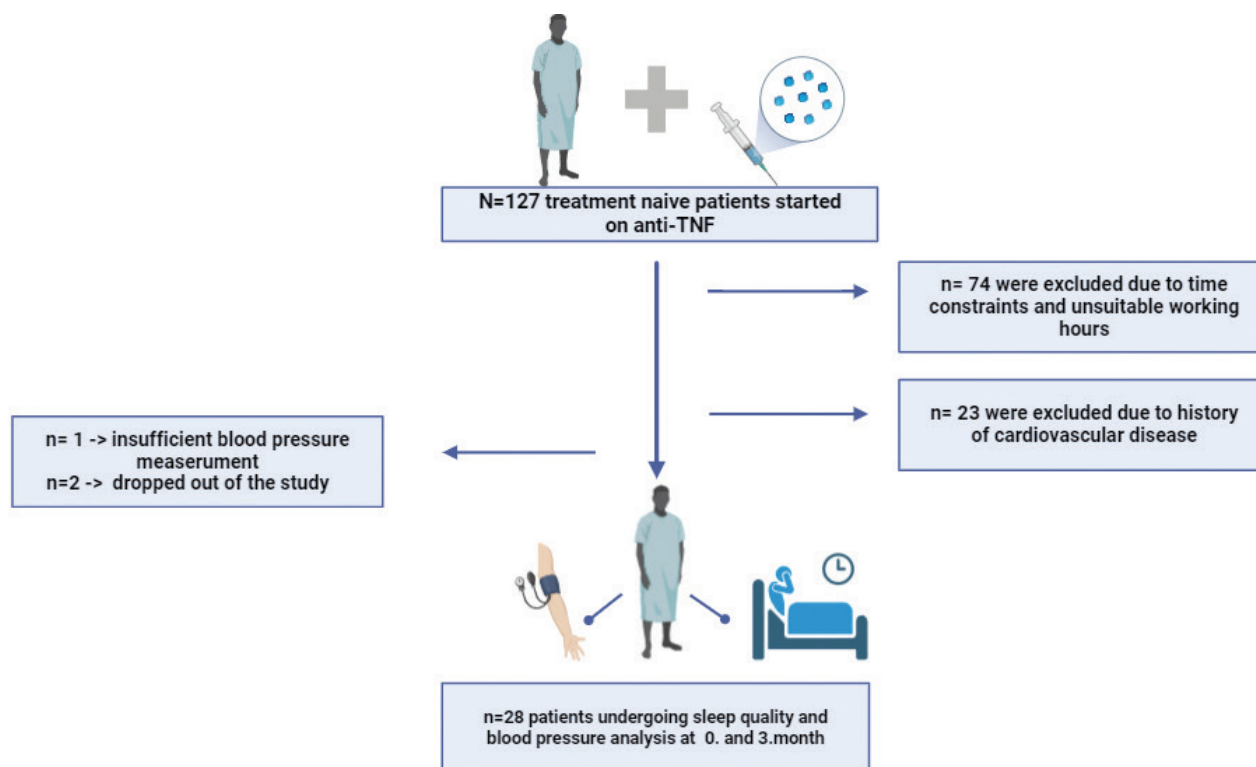 N=127 treatment naive patients started
on anti-TNF
n= 74 were excluded due to time
constraints and unsuitable working
hours
n= 23 were excluded due to history
of cardiovascular disease
n= 1 -> insufficient blood pressure
measerument
n=2 -> dropped out of the study
n=28 patients undergoing sleep quality and
blood pressure analysis at 0. and 3.month